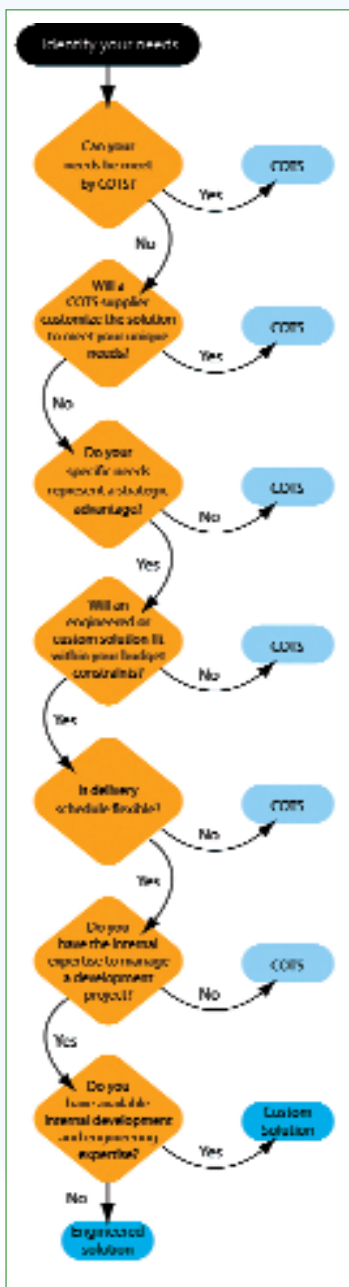 Identify your needs
Can your
needs be meet
by COTS?
COTS
Yes
No
Will a
COTS supplier
customize the solution
to meet your unique
needs?
COTS
Yes
No
Do your
specific needs
represent a strategic
advantage?
COTS
No
Yes
Will an
engineered or
custom solution fit
within your budget
constraints?
COTS
No
Yes
Is delivery
schedule flexible?
COTS
No
Yes
Do you
have the internal
expertise to manage
a development
project?
COTS
No
Yes
Do you
have available
internal development
and engineering
expertise?
Custom
Solution
Yes
No
Engineered
solution